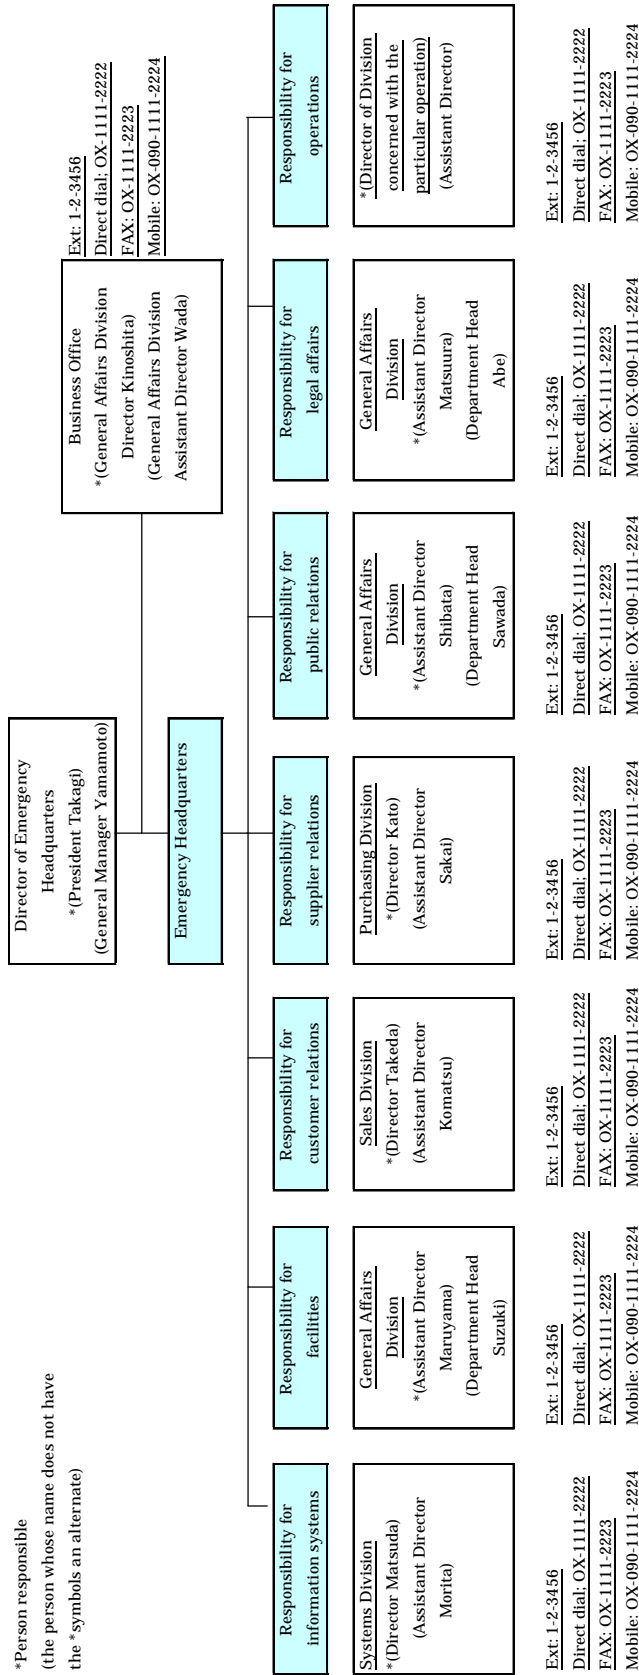 *Person responsible
(the person whose name does not have
the *symbols an alternate)
Director of Emergency
Headquarters
*(President Takagi)
(General Manager Yamamoto)
Business Office
*(General Affairs Division
Director Kinoshita)
(General Affairs Division
Assistant Director Wada)
Ext: 1-2-3456
Direct dial; OX-1111-2222
FAX: OX-1111-2223
Mobile: OX-090-1111-2224
Emergency Headquarters
Responsibility for
information systems
Systems Division
*(Director Matsuda)
(Assistant Director
Morita)
Ext: 1-2-3456
Direct dial; OX-1111-2222
FAX: OX-1111-2223
Mobile: OX-090-1111-2224
Responsibility for
facilities
General Affairs
Division
*(Assistant Director
Maruyama)
(Department Head
Suzuki)
Ext: 1-2-3456
Direct dial; OX-1111-2222
FAX: OX-1111-2223
Mobile: OX-090-1111-2224
Responsibility for
customer relations
Sales Division
*(Director Takeda)
(Assistant Director
Komatsu)
Ext: 1-2-3456
Direct dial; OX-1111-2222
FAX: OX-1111-2223
Mobile: OX-090-1111-2224
Responsibility for
supplier relations
Purchasing Division
*(Director Kato)
(Assistant Director
Sakai)
Ext: 1-2-3456
Direct dial; OX-1111-2222
FAX: OX-1111-2223
Mobile: OX-090-1111-2224
Responsibility for
public relations
General Affairs
Division
*(Assistant Director
Shibata)
(Department Head
Sawada)
Ext: 1-2-3456
Direct dial; OX-1111-2222
FAX: OX-1111-2223
Mobile: OX-090-1111-2224
Responsibility for
legal affairs
General Affairs
Division
*(Assistant Director
Matsuura)
(Department Head
Abe)
Ext: 1-2-3456
Direct dial; OX-1111-2222
FAX: OX-1111-2223
Mobile: OX-090-1111-2224
Responsibility for
operations
*(Director of Division
concerned with the
particular operation)
(Assistant Director)
Ext: 1-2-3456
Direct dial; OX-1111-2222
FAX: OX-1111-2223
Mobile: OX-090-1111-2224